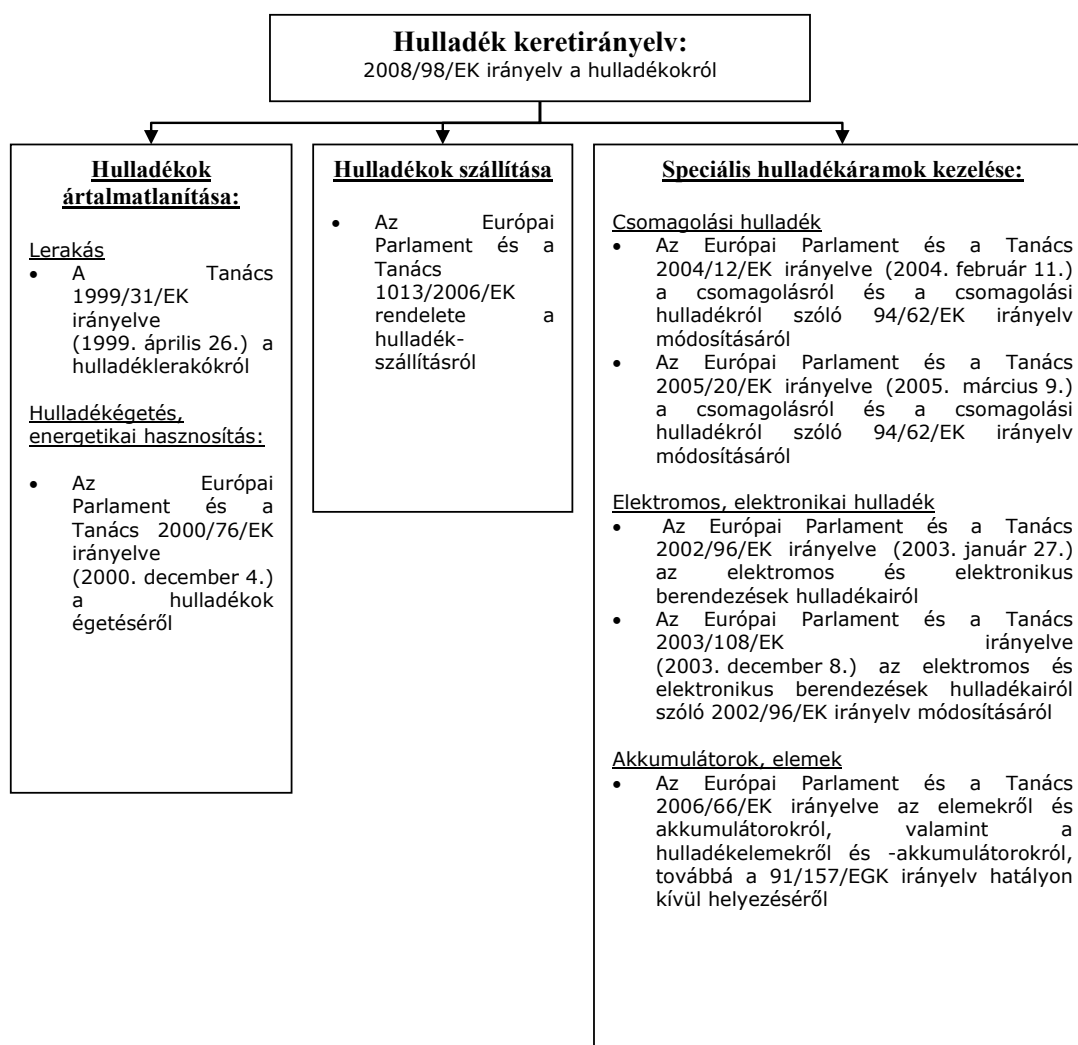 Hulladék keretirányelv:
2008/98/EK irányelv a hulladékokról
Hulladékok
ártalmatlanítása:
Lerakás
• A Tanács
1999/31/EK
irányelve
(1999. április 26.) a
hulladéklerakókról
Hulladékégetés,
energetikai hasznosítás:
• Az Európai
Parlament és a
Tanács 2000/76/EK
irányelve
(2000. december 4.)
a hulladékok
égetéséről
Hulladékok szállítása
• Az Európai
Parlament és a
Tanács
1013/2006/EK
rendelete a
hulladék-
szállításról
Speciális hulladékáramok kezelése:
Csomagolási hulladék
• Az Európai Parlament és a Tanács
2004/12/EK irányelve (2004. február 11.)
a csomagolásról és a csomagolási
hulladékról szóló 94/62/EK irányelv
módosításáról
• Az Európai Parlament és a Tanács
2005/20/EK irányelve (2005. március 9.)
a csomagolásról és a csomagolási
hulladékról szóló 94/62/EK irányelv
módosításáról
Elektromos, elektronikai hulladék
• Az Európai Parlament és a Tanács
2002/96/EK irányelve (2003. január 27.)
az elektromos és elektronikus
berendezések hulladékairól
• Az Európai Parlament és a Tanács
2003/108/EK irányelve
(2003. december 8.) az elektromos és
elektronikus berendezések hulladékairól
szóló 2002/96/EK irányelv módosításáról
Akkumulátorok, elemek
• Az Európai Parlament és a Tanács
2006/66/EK irányelve az elemekről és
akkumulátorokról, valamint a
hulladékelemekről és -akkumulátorokról,
továbbá a 91/157/EGK irányelv hatályon
kívül helyezéséről